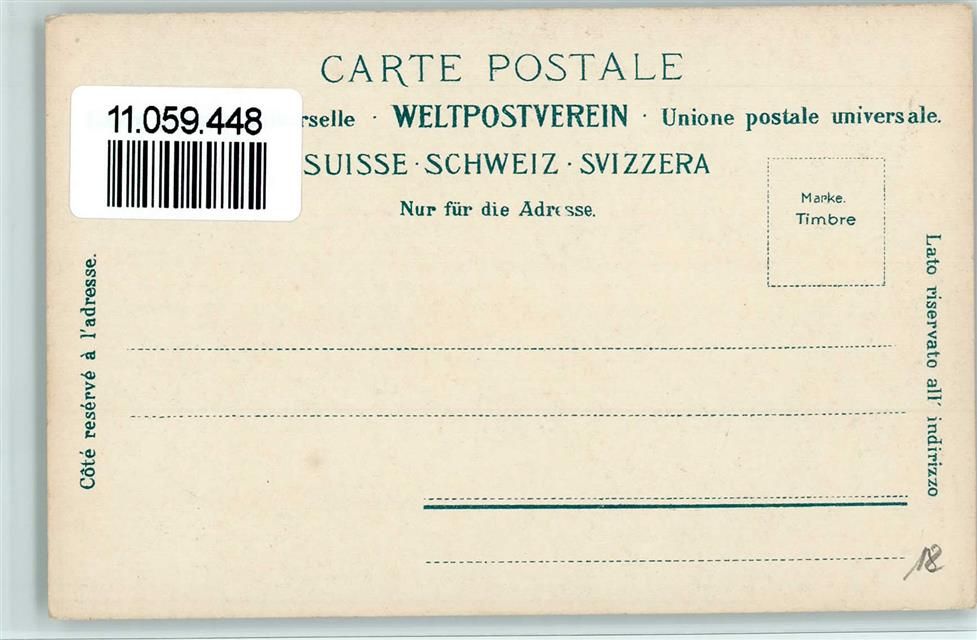 CARTE POSTALE
11.059.448
rselle · WELTPOSTVEREIN · Unione postale universale.
SUISSE · SCHWEIZ · SVIZZERA
Nur für die Adresse.
Marke.
Timbre
Côté resérvé à l'adresse.
Lato riservato all' indirizzo
18